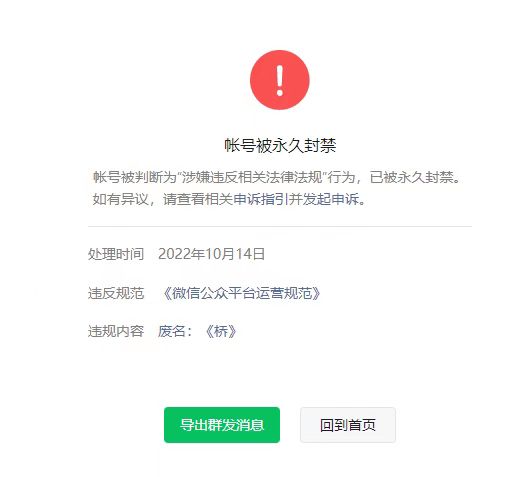 帐号被永久封禁
帐号被判断为“涉嫌违反相关法律法规”行为，已被永久封禁。
如有异议，请查看相关申诉指引并发起申诉。
处理时间 2022年10月14日
违反规范 《微信公众平台运营规范》
违规内容 废名：《桥》
导出群发消息 回到首页